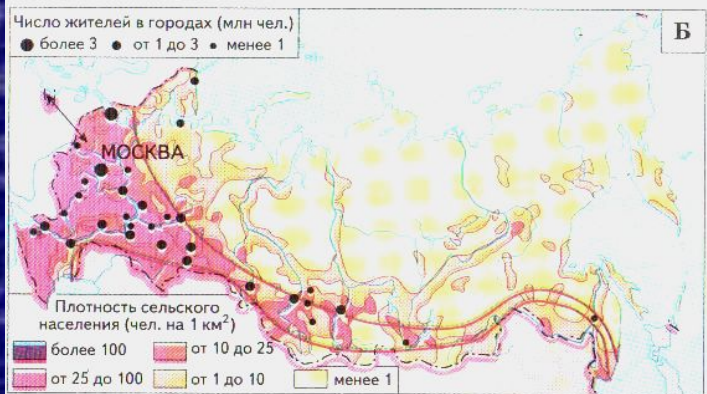 Число жителей в городах (млн чел.)
более 3 от 1 до 3 менее 1
Б
МОСКВА
Плотность сельского
населения (чел. на 1 км²)
более 100 от 10 до 25
от 25 до 100 от 1 до 10 менее 1